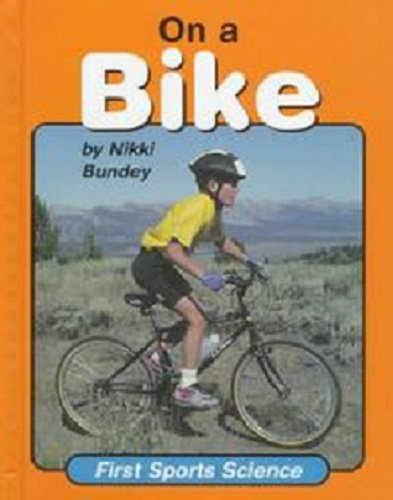 On a
Bike
by Nikki
Bundey
First Sports Science